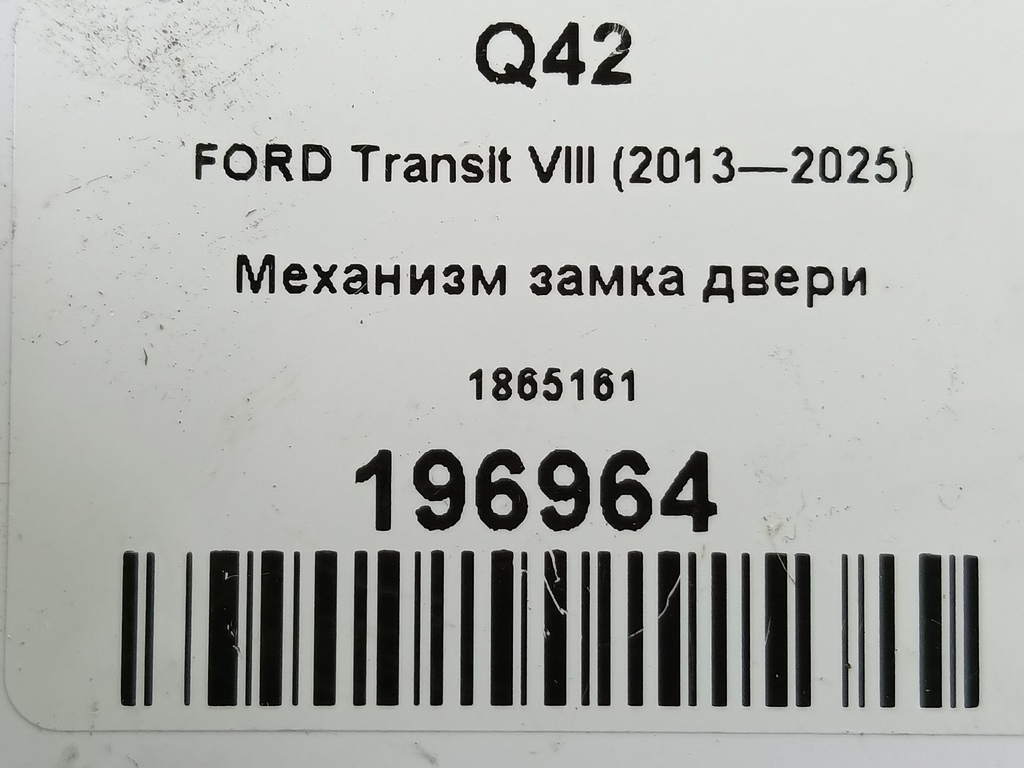 Q42
FORD Transit VIII (2013—2025)
Механизм замка двери
1865161
196964